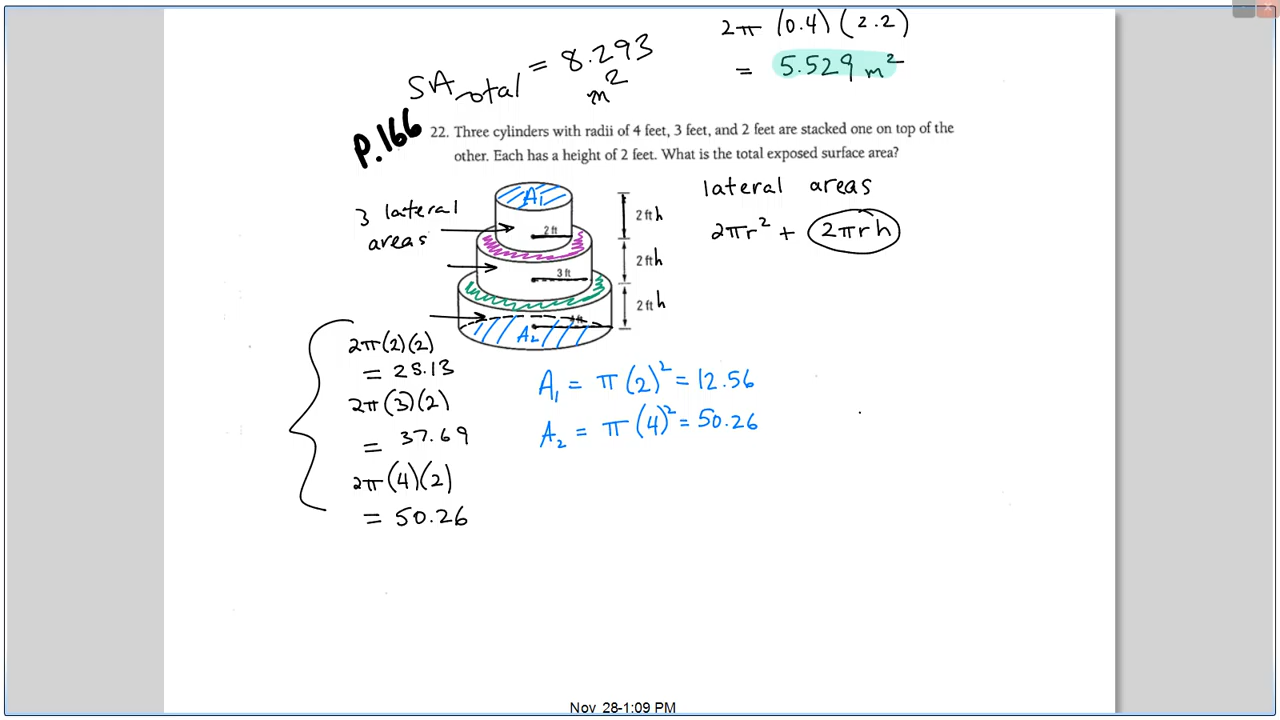 2π (0.4) (2.2)
= 5.529 m²
SA_Total = 8.293
m²
P.166
22. Three cylinders with radii of 4 feet, 3 feet, and 2 feet are stacked one on top of the
other. Each has a height of 2 feet. What is the total exposed surface area?
lateral areas
2πr² + 2πrh
3 lateral
areas
A₁
2 ft
2 ft h
3 ft
2 ft h
2 ft h
A₂
2π(2)(2)
= 25.13
2π(3)(2)
= 37.69
2π(4)(2)
= 50.26
A₁ = π(2)² = 12.56
A₂ = π(4)² = 50.26
Nov 28-1:09 PM